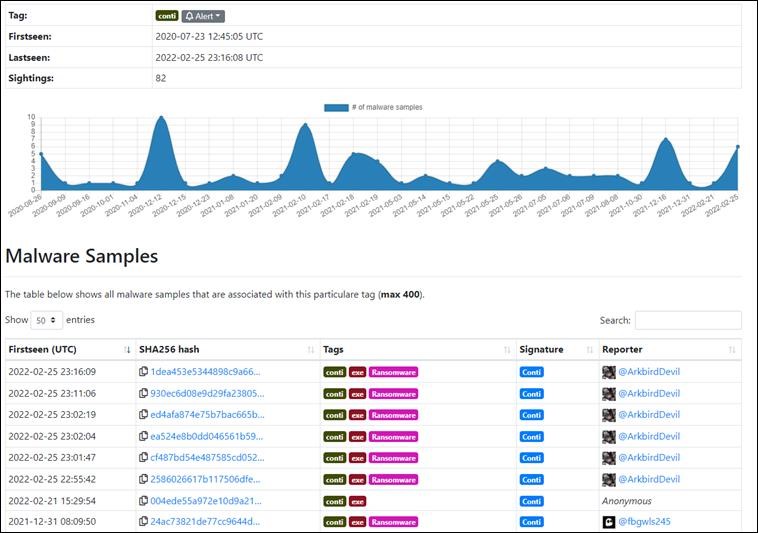 Tag: conti Alert
Firstseen: 2020-07-23 12:45:05 UTC
Lastseen: 2022-02-25 23:16:08 UTC
Sightings: 82
# of malware samples
10
9
8
7
6
5
4
3
2
1
0
2020-08-26 2020-09-09 2020-09-16 2020-10-01 2020-11-04 2020-12-12 2020-12-15 2020-12-23 2021-01-08 2021-01-20 2021-02-09 2021-02-10 2021-02-17 2021-02-18 2021-02-19 2021-05-03 2021-05-14 2021-05-15 2021-05-22 2021-05-25 2021-05-26 2021-07-05 2021-07-06 2021-07-09 2021-08-08 2021-10-30 2021-12-16 2021-12-31 2022-02-21 2022-02-25
Malware Samples
The table below shows all malware samples that are associated with this particulare tag (max 400).
Show 50 entries Search:
Firstseen (UTC) SHA256 hash Tags Signature Reporter
2022-02-25 23:16:09 1dea453e5344898c9a66... conti exe Ransomware Conti @ArkbirdDevil
2022-02-25 23:11:06 930ec6d08e9d29fa23805... conti exe Ransomware Conti @ArkbirdDevil
2022-02-25 23:02:19 ed4afa874e75b7bac665b... conti exe Ransomware Conti @ArkbirdDevil
2022-02-25 23:02:04 ea524e8b0dd046561b59... conti exe Ransomware Conti @ArkbirdDevil
2022-02-25 23:01:47 cf487bd54e487585cd052... conti exe Ransomware Conti @ArkbirdDevil
2022-02-25 22:55:42 2586026617b117506dfe... conti exe Ransomware Conti @ArkbirdDevil
2022-02-21 15:29:54 004ede55a972e10d9a21... conti exe Conti Anonymous
2021-12-31 08:09:50 24ac73821de77cc9644d... conti exe Ransomware Conti @fbgwls245